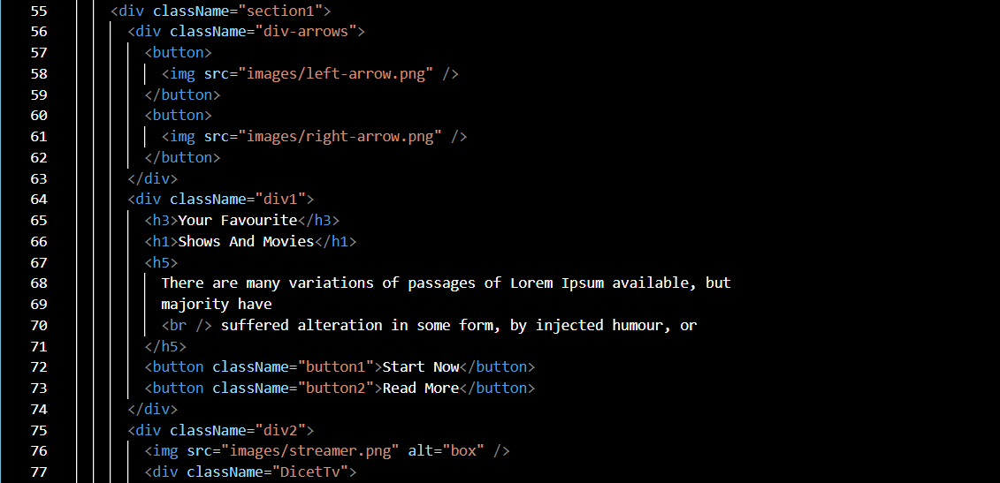 55 <div className="section1">
56 <div className="div-arrows">
57 <button>
58 <img src="images/left-arrow.png" />
59 </button>
60 <button>
61 <img src="images/right-arrow.png" />
62 </button>
63 </div>
64 <div className="div1">
65 <h3>Your Favourite</h3>
66 <h1>Shows And Movies</h1>
67 <h5>
68 There are many variations of passages of Lorem Ipsum available, but
69 majority have
70 <br /> suffered alteration in some form, by injected humour, or
71 </h5>
72 <button className="button1">Start Now</button>
73 <button className="button2">Read More</button>
74 </div>
75 <div className="div2">
76 <img src="images/streamer.png" alt="box" />
77 <div className="DicetTv">